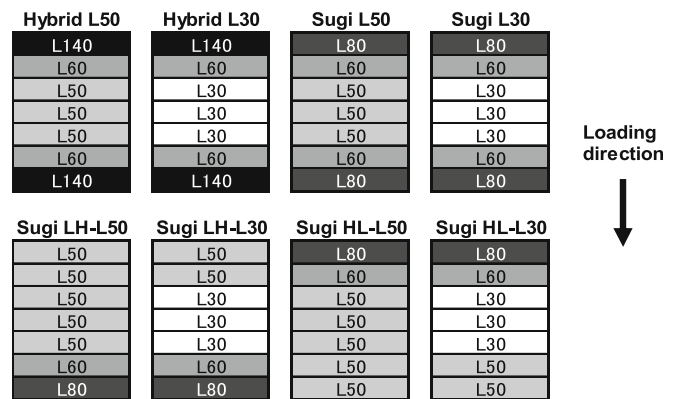 Hybrid L50 Hybrid L30 Sugi L50 Sugi L30
L140 L140 L80 L80
L60 L60 L60 L60
L50 L30 L50 L30
L50 L30 L50 L30
L50 L30 L50 L30
L60 L60 L60 L60
L140 L140 L80 L80
Loading
direction
Sugi LH-L50 Sugi LH-L30 Sugi HL-L50 Sugi HL-L30
L50 L50 L80 L80
L50 L50 L60 L60
L50 L30 L50 L30
L50 L30 L50 L30
L50 L30 L50 L30
L60 L60 L50 L50
L80 L80 L50 L50